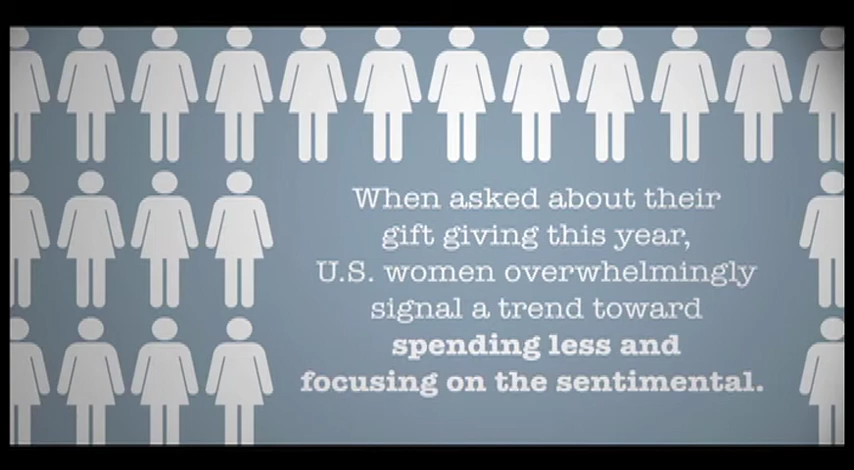 When asked about their
gift giving this year,
U.S. women overwhelmingly
signal a trend toward
spending less and
focusing on the sentimental.